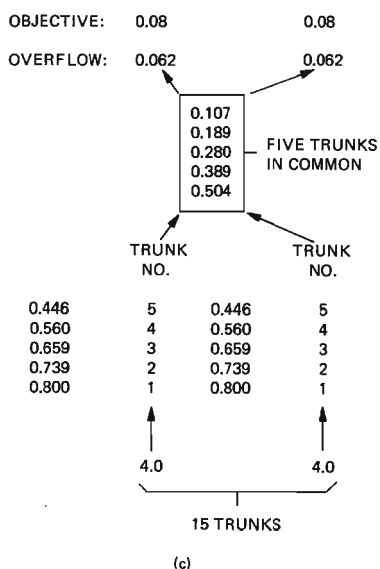 OBJECTIVE: 0.08 0.08
OVERFLOW: 0.062 0.062
0.107
0.189
0.280
0.389
0.504
FIVE TRUNKS
IN COMMON
TRUNK TRUNK
NO. NO.
0.446 5 0.446 5
0.560 4 0.560 4
0.659 3 0.659 3
0.739 2 0.739 2
0.800 1 0.800 1
4.0 4.0
15 TRUNKS
(c)